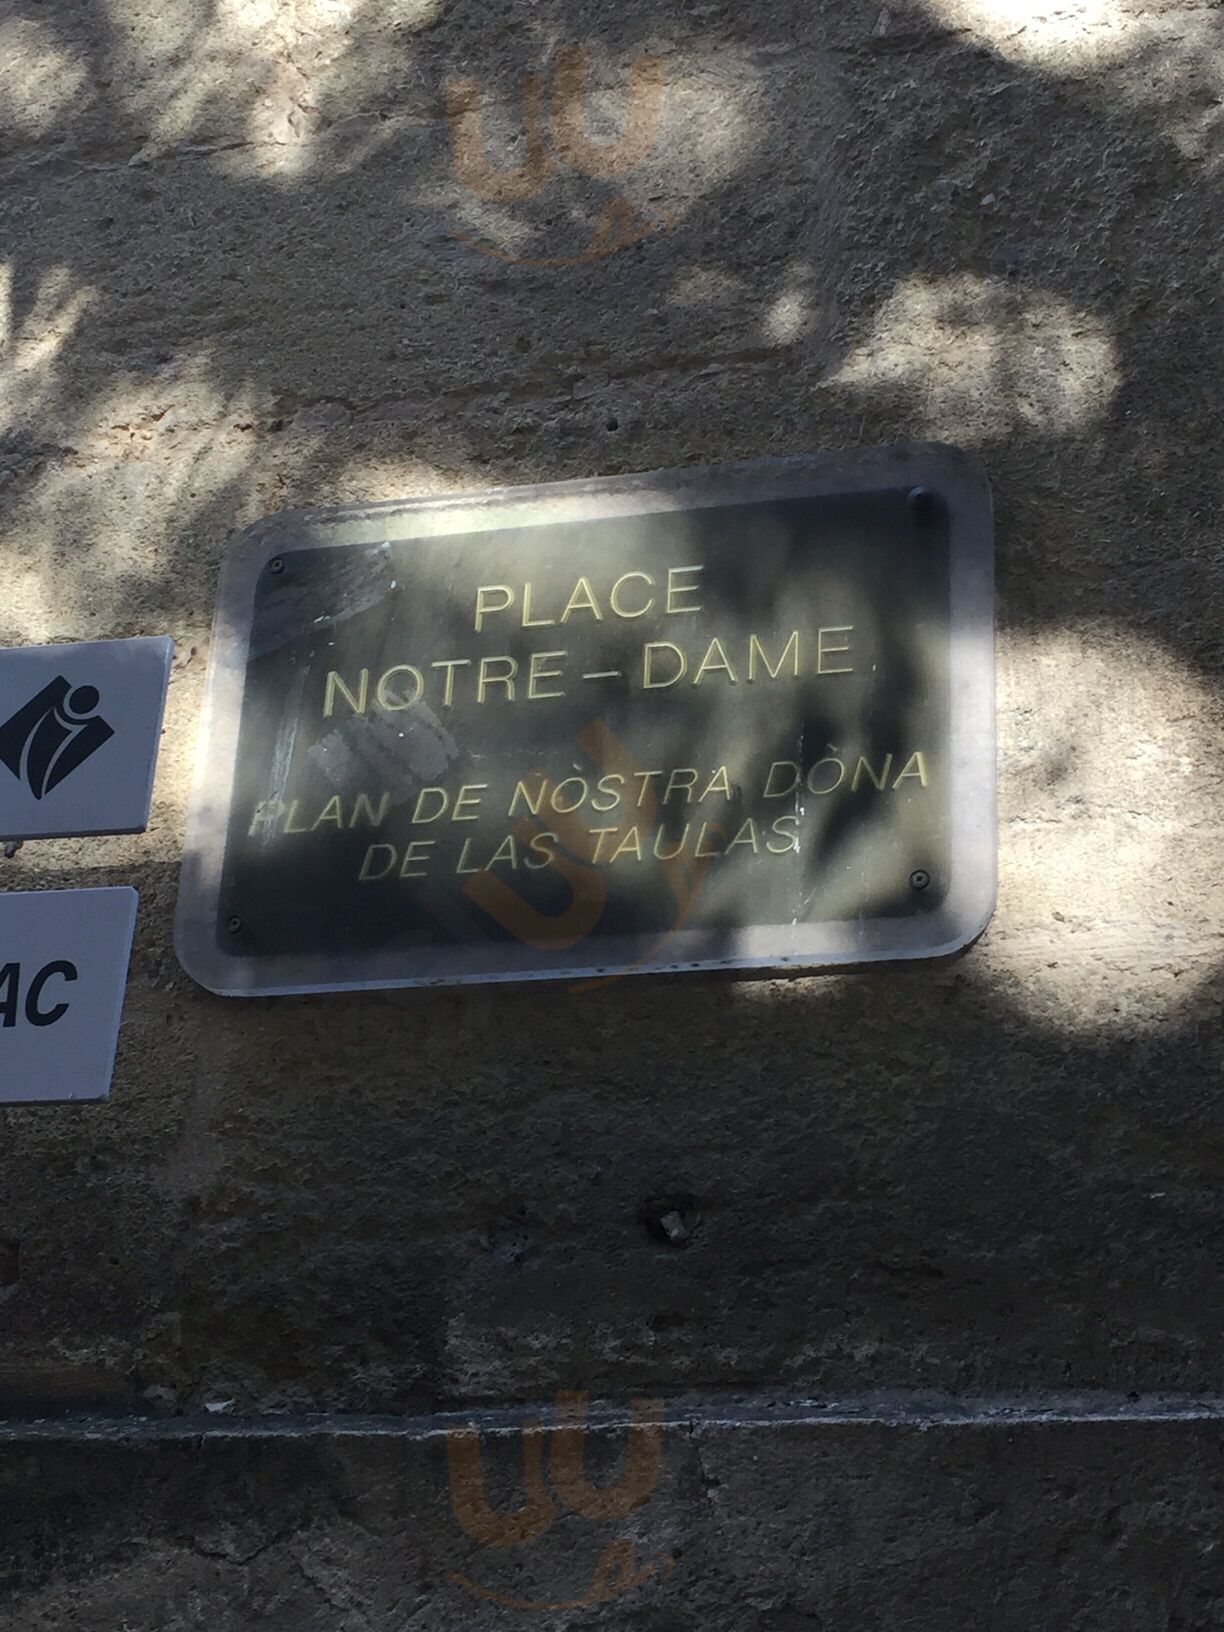 PLACE
NOTRE-DAME
PLAN DE NÒSTRA DÒNA
DE LAS TAULAS
i
AC